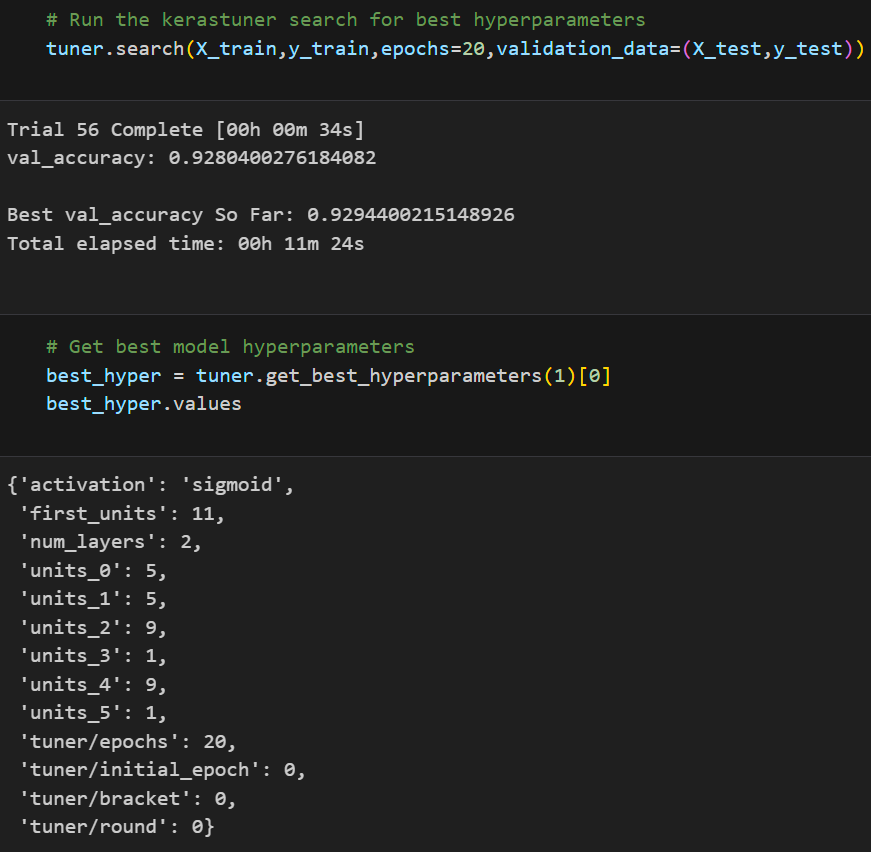 # Run the kerastuner search for best hyperparameters
tuner.search(X_train,y_train,epochs=20,validation_data=(X_test,y_test))
Trial 56 Complete [00h 00m 34s]
val_accuracy: 0.9280400276184082
Best val_accuracy So Far: 0.9294400215148926
Total elapsed time: 00h 11m 24s
# Get best model hyperparameters
best_hyper = tuner.get_best_hyperparameters(1)[0]
best_hyper.values
{'activation': 'sigmoid',
'first_units': 11,
'num_layers': 2,
'units_0': 5,
'units_1': 5,
'units_2': 9,
'units_3': 1,
'units_4': 9,
'units_5': 1,
'tuner/epochs': 20,
'tuner/initial_epoch': 0,
'tuner/bracket': 0,
'tuner/round': 0}